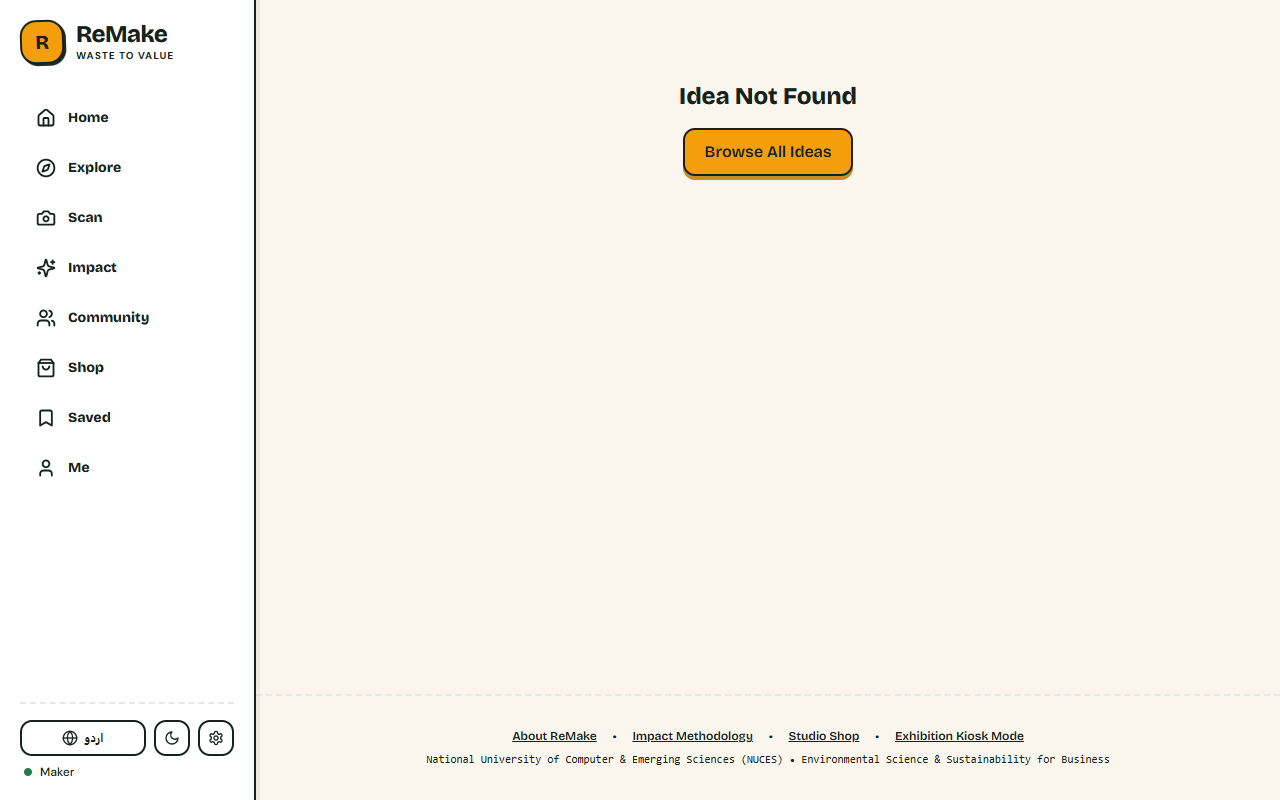 R
ReMake
WASTE TO VALUE
Home
Explore
Scan
Impact
Community
Shop
Saved
Me
اردو
Maker
Idea Not Found
Browse All Ideas
About ReMake • Impact Methodology • Studio Shop • Exhibition Kiosk Mode
National University of Computer & Emerging Sciences (NUCES) • Environmental Science & Sustainability for Business